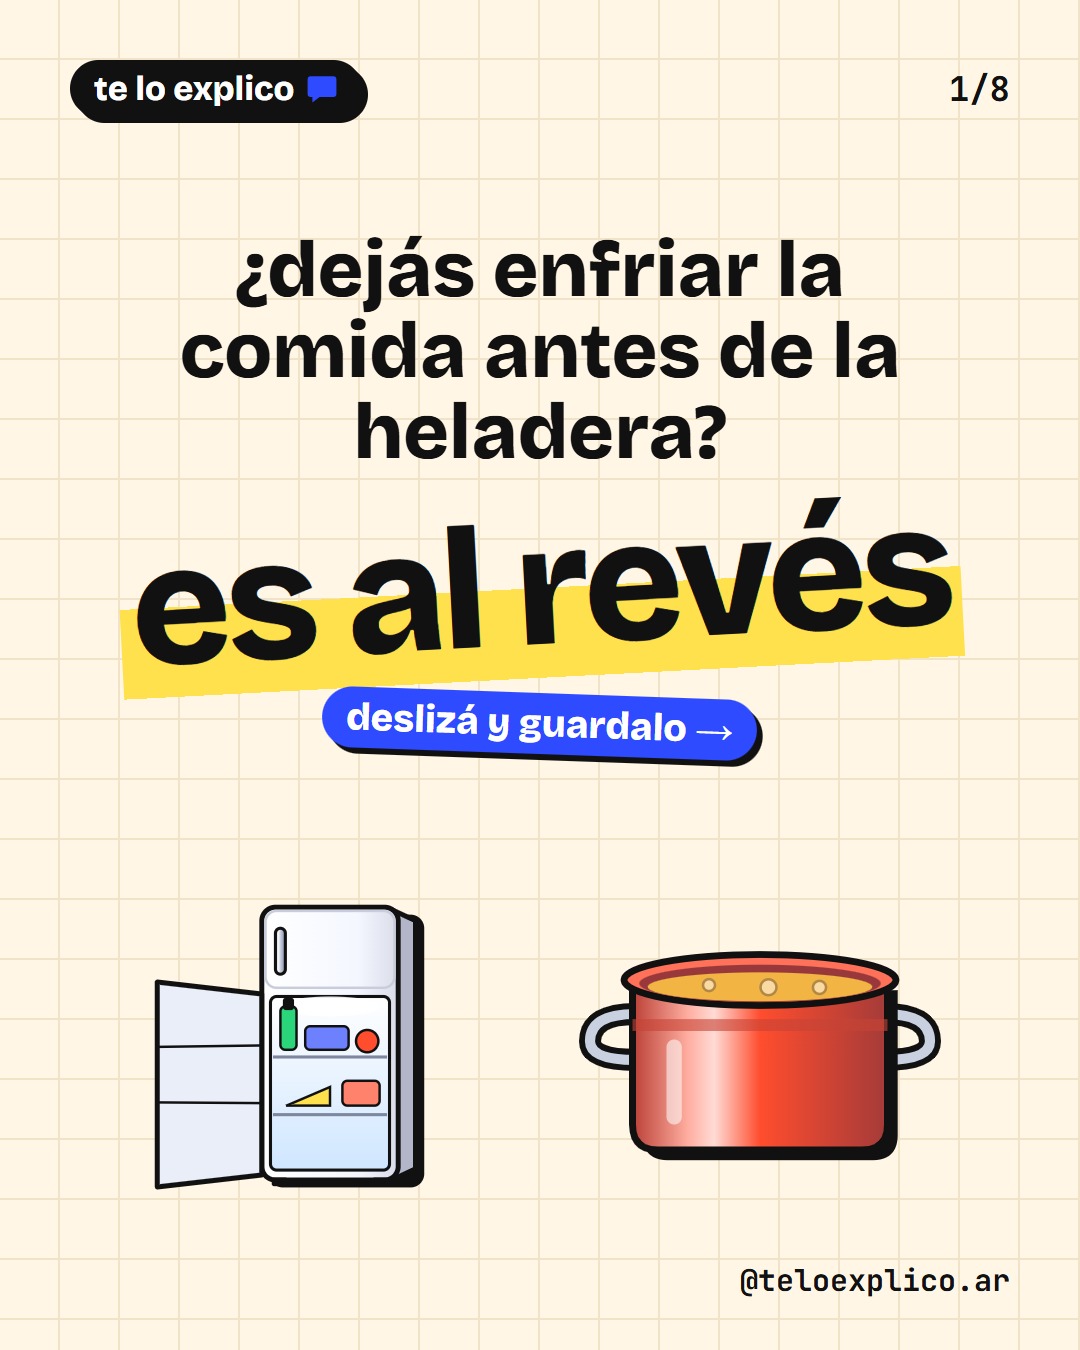 te lo explico
1/8
¿dejás enfriar la
comida antes de la
heladera?
es al revés
deslizá y guardalo →
@teloexplico.ar